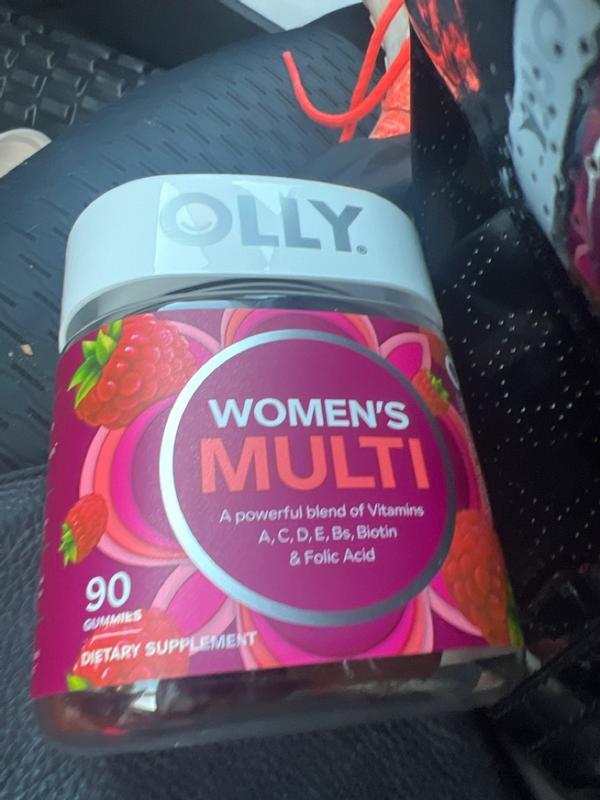 OLLY®
WOMEN'S
MULTI
A powerful blend of Vitamins
A, C, D, E, Bs, Biotin
& Folic Acid
90
GUMMIES
DIETARY SUPPLEMENT